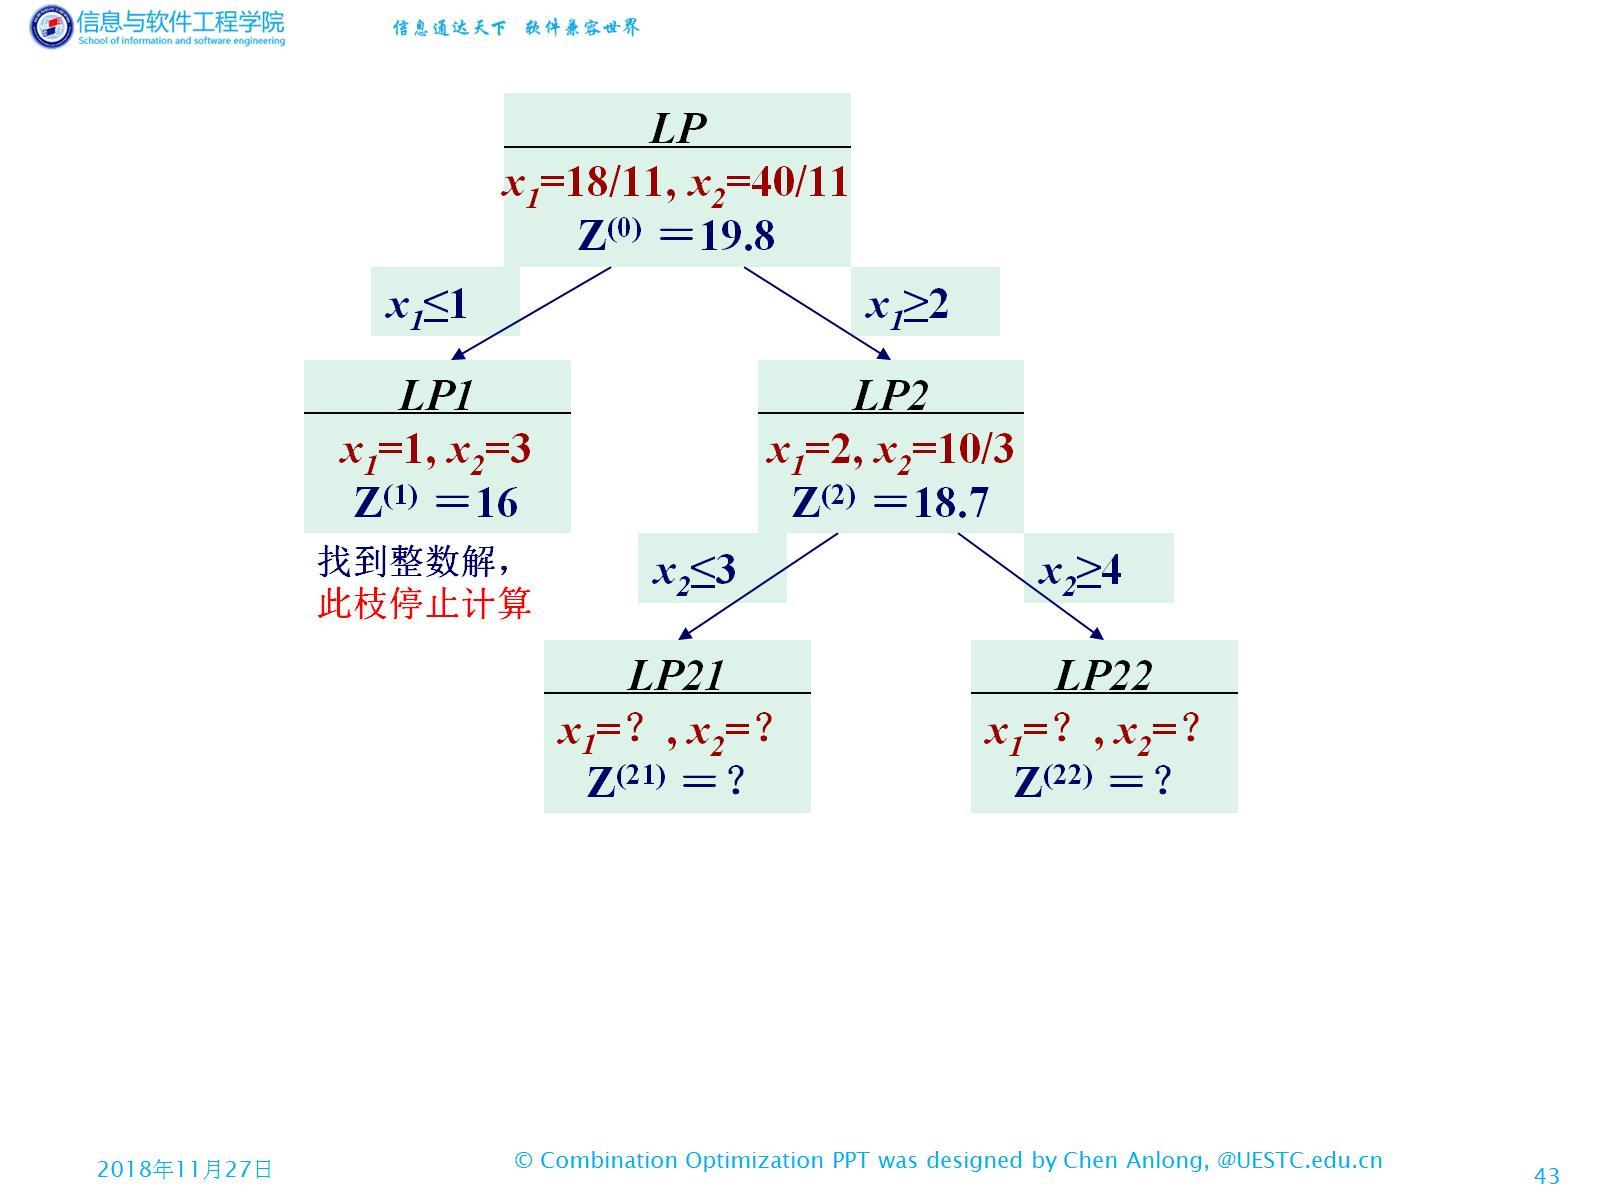 信息与软件工程学院
School of information and software engineering
信息通达天下 软件兼容世界
LP
x1=18/11, x2=40/11
Z(0) =19.8
x1≤1
x1≥2
LP1
x1=1, x2=3
Z(1) =16
LP2
x1=2, x2=10/3
Z(2) =18.7
找到整数解，
此枝停止计算
x2≤3
x2≥4
LP21
x1=？, x2=？
Z(21) =？
LP22
x1=？, x2=？
Z(22) =？
2018年11月27日
© Combination Optimization PPT was designed by Chen Anlong, @UESTC.edu.cn
43